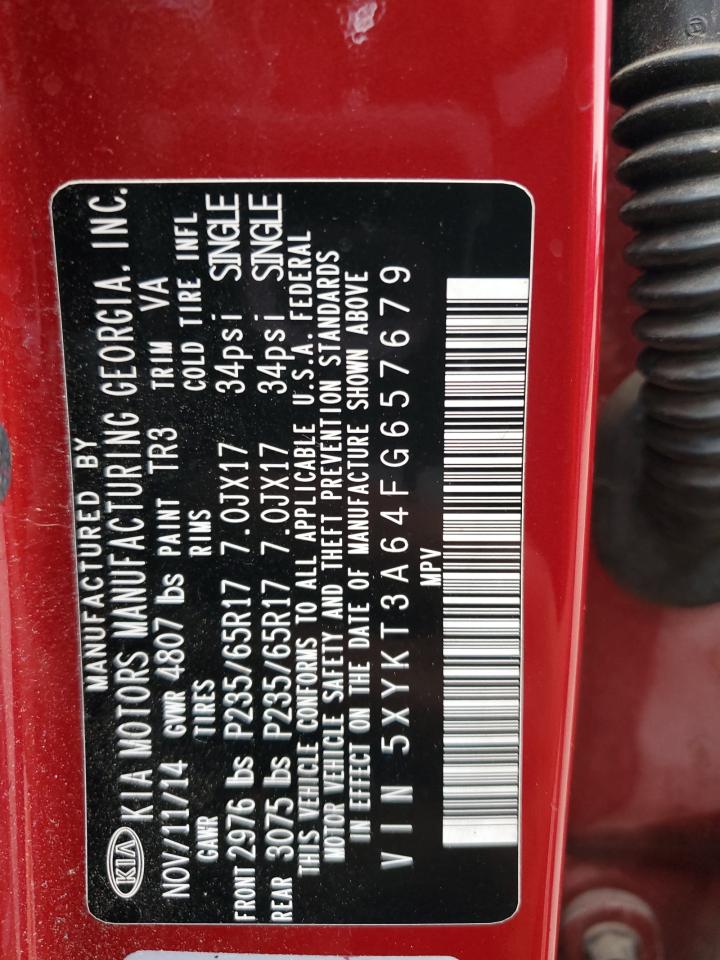 MANUFACTURED BY
KIA KIA MOTORS MANUFACTURING GEORGIA, INC.
NOV/11/14 GVWR 4807 lbs PAINT TR3 TRIM VA
GAWR TIRES RIMS COLD TIRE INFL
FRONT 2976 lbs P235/65R17 7.0JX17 34psi SINGLE
REAR 3075 lbs P235/65R17 7.0JX17 34psi SINGLE
THIS VEHICLE CONFORMS TO ALL APPLICABLE U.S.A. FEDERAL
MOTOR VEHICLE SAFETY AND THEFT PREVENTION STANDARDS
IN EFFECT ON THE DATE OF MANUFACTURE SHOWN ABOVE
VIN 5XYKT3A64FG657679
MPV